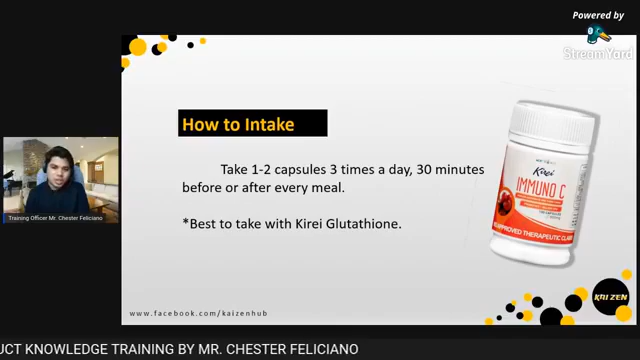 Powered by
StreamYard
How to Intake
Take 1-2 capsules 3 times a day, 30 minutes
before or after every meal.
*Best to take with Kirei Glutathione.
Kirei
IMMUNO C
APPROVED THERAPEUTIC CLAIMS
Training Officer Mr. Chester Feliciano
KAIZEN
www.facebook.com/kaizenhub
UCT KNOWLEDGE TRAINING BY MR. CHESTER FELICIANO